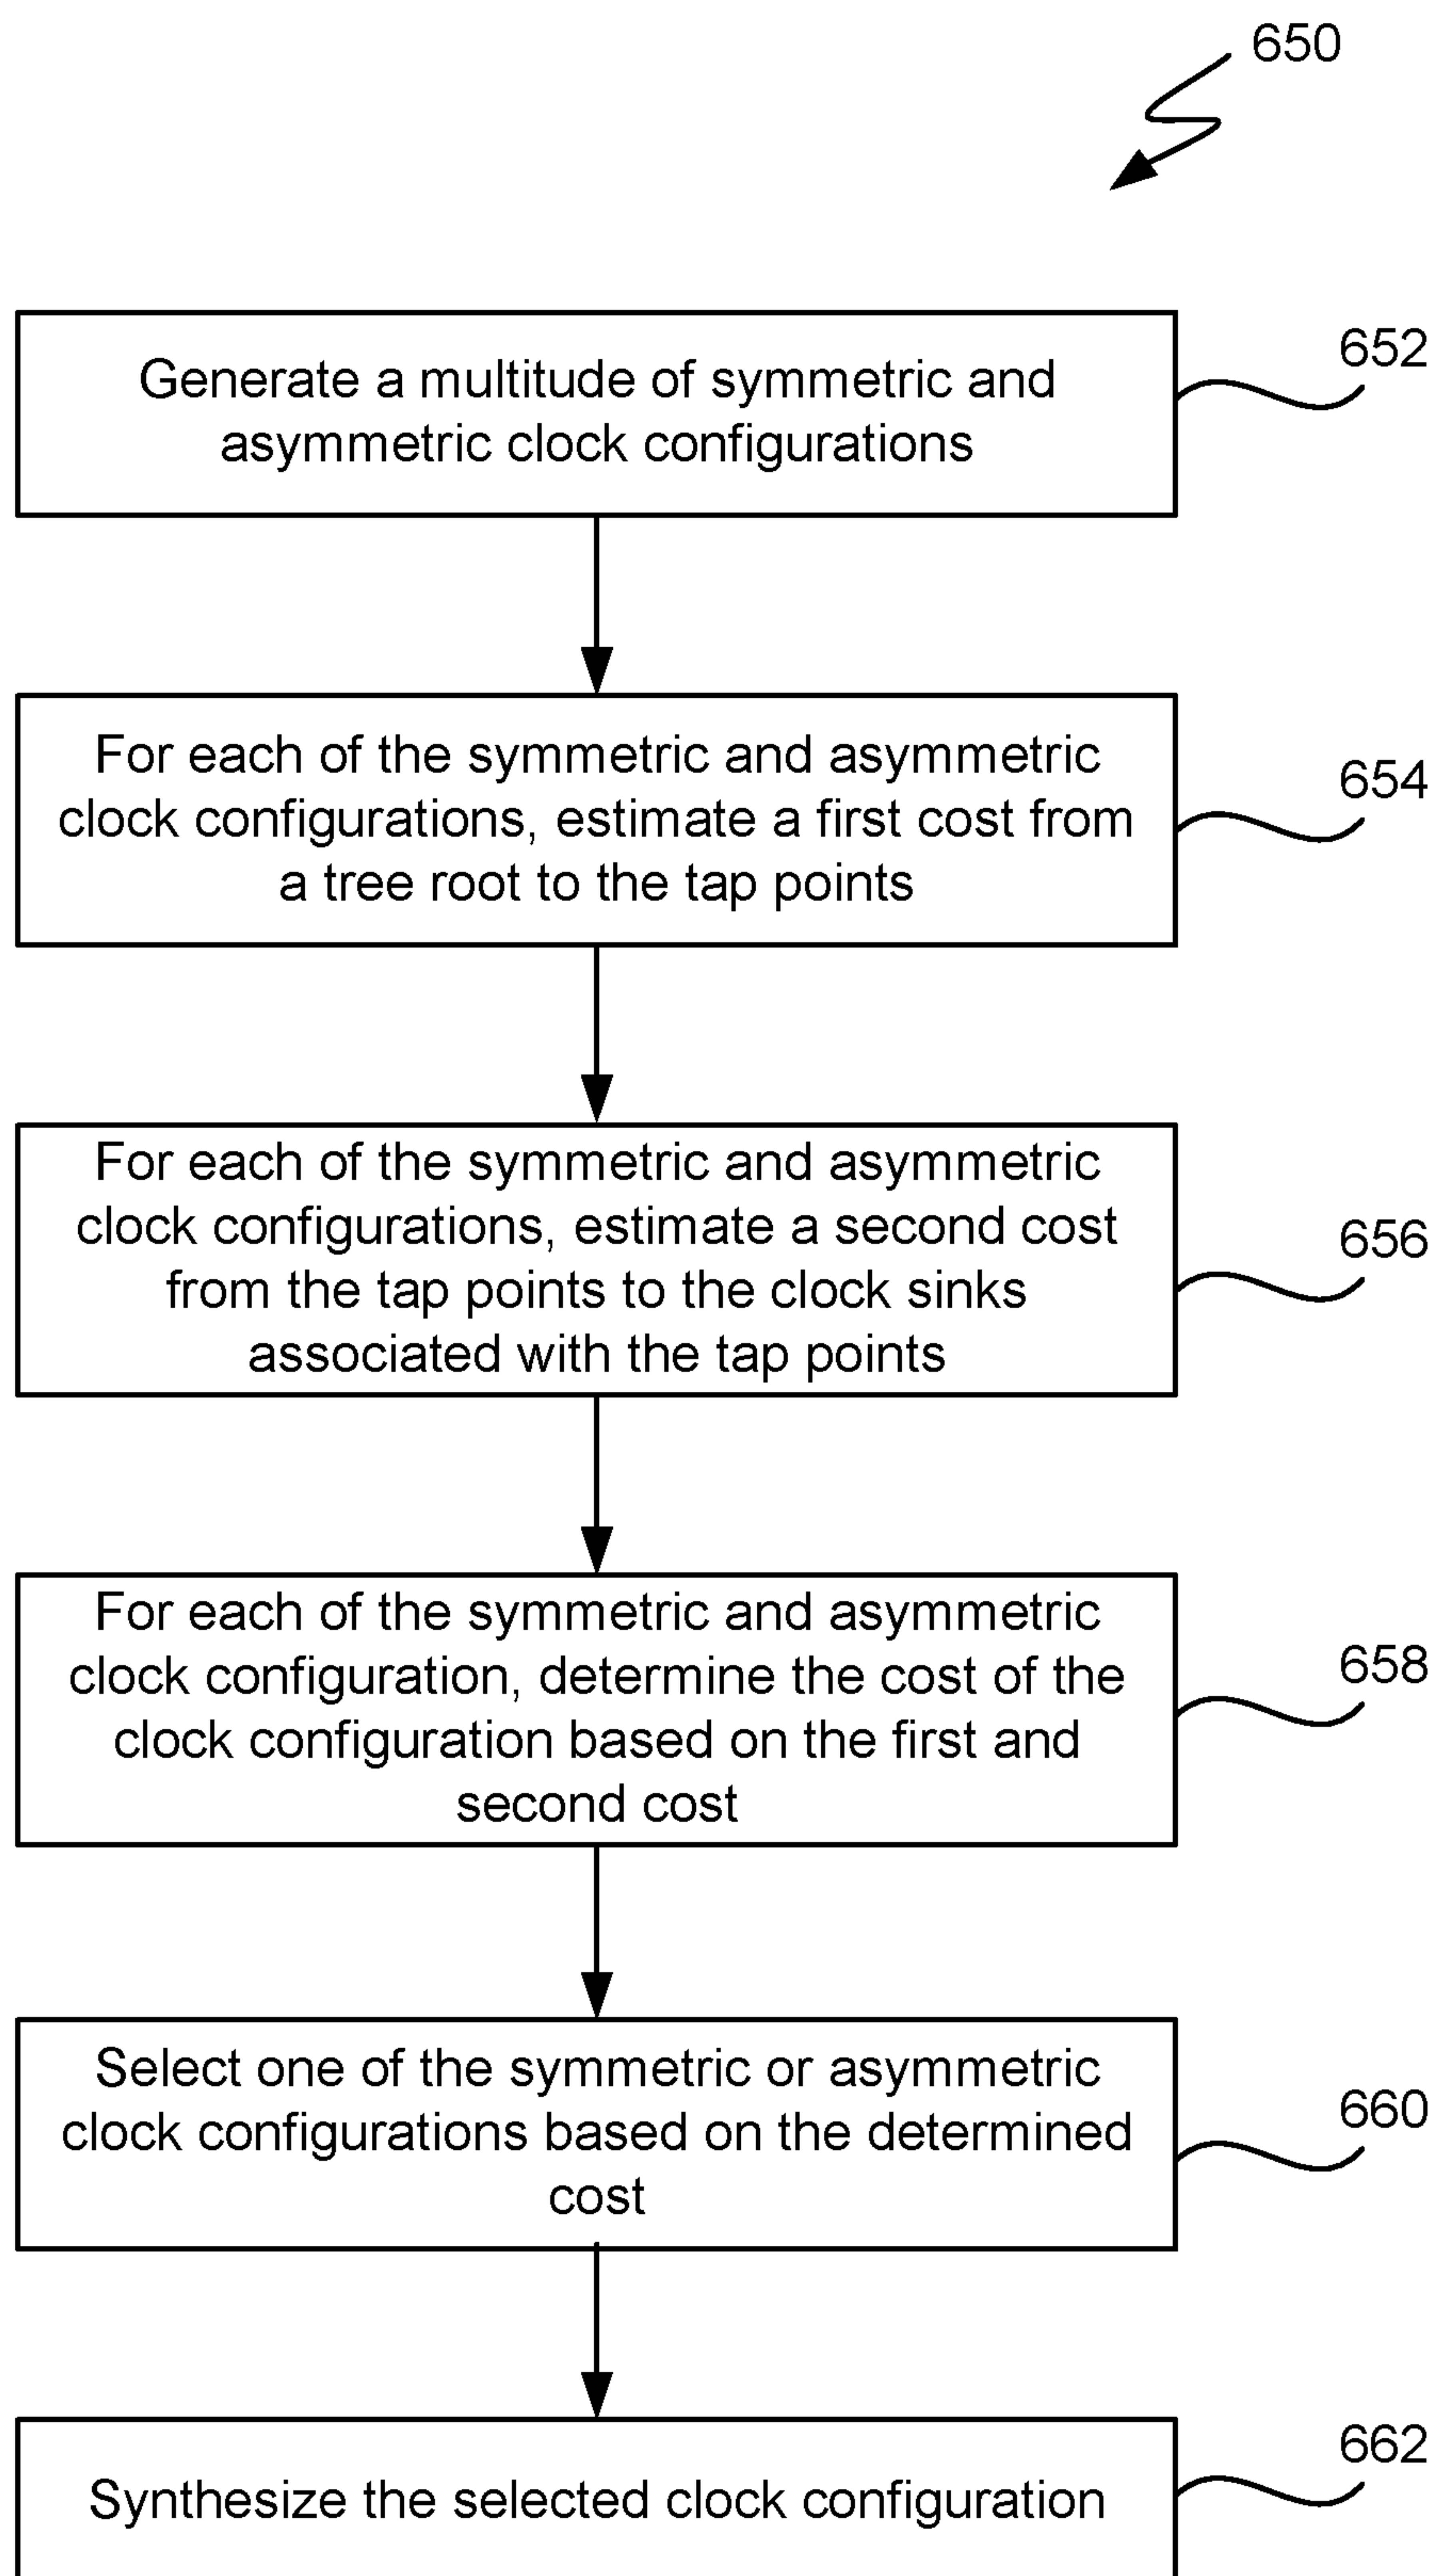 650
Generate a multitude of symmetric and
asymmetric clock configurations
652
For each of the symmetric and asymmetric
clock configurations, estimate a first cost from
a tree root to the tap points
654
For each of the symmetric and asymmetric
clock configurations, estimate a second cost
from the tap points to the clock sinks
associated with the tap points
656
For each of the symmetric and asymmetric
clock configuration, determine the cost of the
clock configuration based on the first and
second cost
658
Select one of the symmetric or asymmetric
clock configurations based on the determined
cost
660
Synthesize the selected clock configuration
662